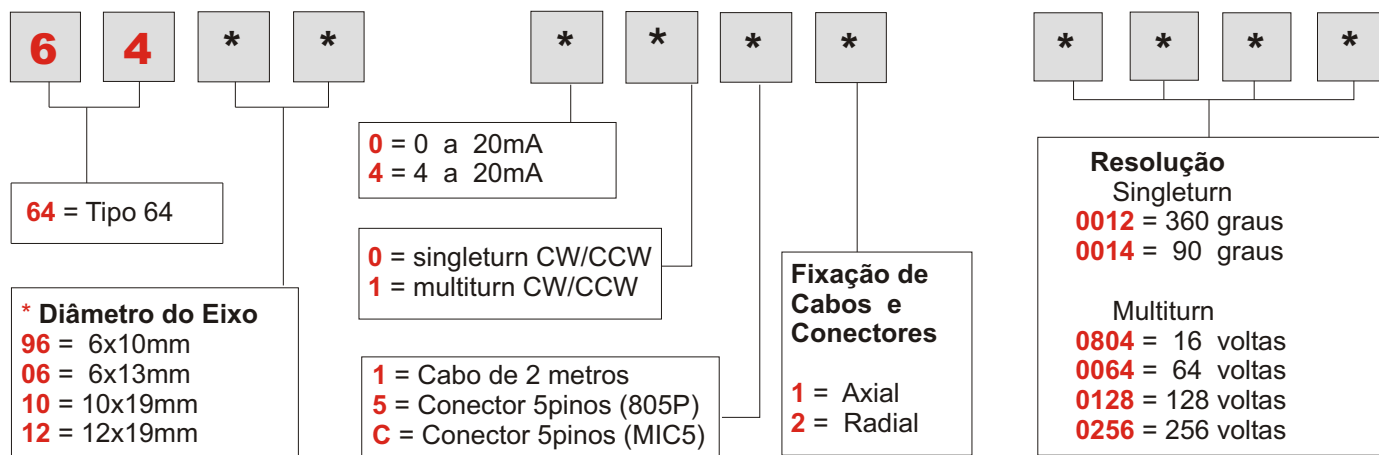 6 4 * * * * * * * * * *
64 = Tipo 64
* Diâmetro do Eixo
96 = 6x10mm
06 = 6x13mm
10 = 10x19mm
12 = 12x19mm
0 = 0 a 20mA
4 = 4 a 20mA
0 = singleturn CW/CCW
1 = multiturn CW/CCW
1 = Cabo de 2 metros
5 = Conector 5pinos (805P)
C = Conector 5pinos (MIC5)
Fixação de
Cabos e
Conectores
1 = Axial
2 = Radial
Resolução
Singleturn
0012 = 360 graus
0014 = 90 graus
Multiturn
0804 = 16 voltas
0064 = 64 voltas
0128 = 128 voltas
0256 = 256 voltas